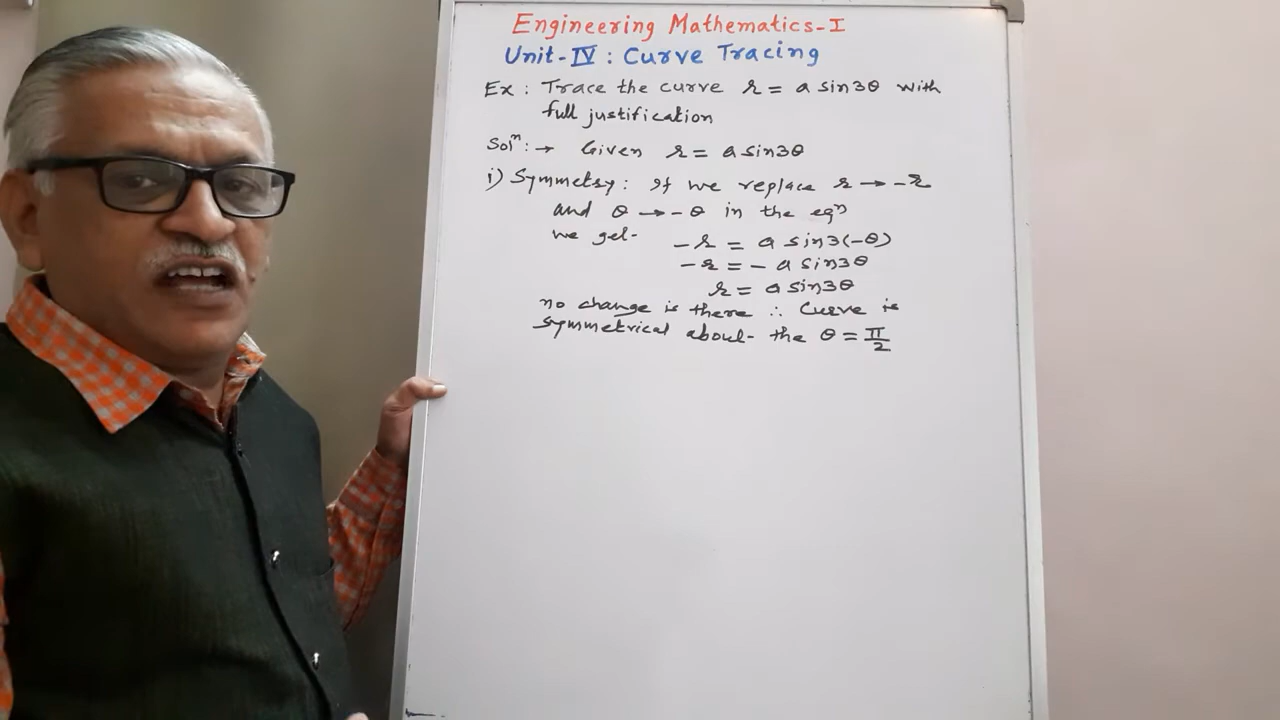 Engineering Mathematics-I
Unit-IV : Curve Tracing
Ex : Trace the curve r = a sin3θ with
full justification
Solⁿ :→ Given r = a sin3θ
i) Symmetry : If we replace r → -r
and θ → -θ in the eqⁿ
we get- -r = a sin3(-θ)
-r = - a sin3θ
r = a sin3θ
no change is there ∴ Curve is
symmetrical about- the θ = π/2